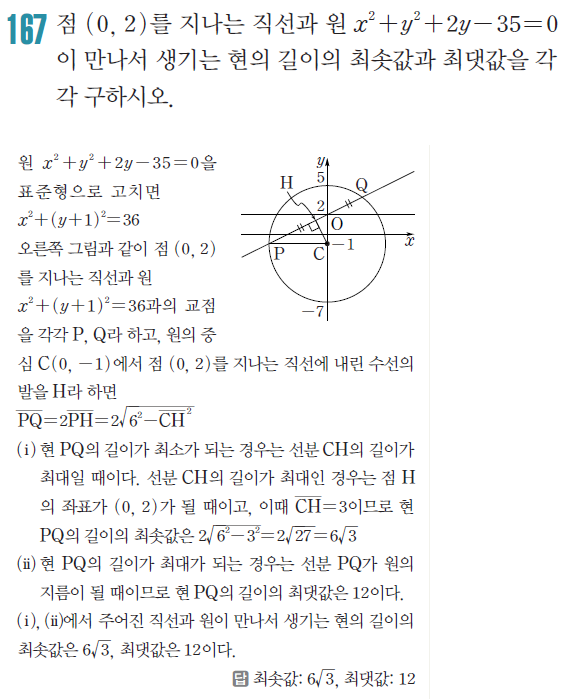 167 점 (0, 2)를 지나는 직선과 원 x²+y²+2y-35=0
이 만나서 생기는 현의 길이의 최솟값과 최댓값을 각
각 구하시오.
원 x²+y²+2y-35=0을
표준형으로 고치면
x²+(y+1)²=36
오른쪽 그림과 같이 점 (0, 2)
를 지나는 직선과 원
x²+(y+1)²=36과의 교점
을 각각 P, Q라 하고, 원의 중
y
5
H
Q
2
O
x
P
C
-1
-7
심 C(0, -1)에서 점 (0, 2)를 지나는 직선에 내린 수선의
발을 H라 하면
P̅Q̅=2P̅H̅=2√(6²-C̅H̅²)
(ⅰ) 현 PQ의 길이가 최소가 되는 경우는 선분 CH의 길이가
최대일 때이다. 선분 CH의 길이가 최대인 경우는 점 H
의 좌표가 (0, 2)가 될 때이고, 이때 C̅H̅=3이므로 현
PQ의 길이의 최솟값은 2√(6²-3²)=2√27=6√3
(ⅱ) 현 PQ의 길이가 최대가 되는 경우는 선분 PQ가 원의
지름이 될 때이므로 현 PQ의 길이의 최댓값은 12이다.
(ⅰ), (ⅱ)에서 주어진 직선과 원이 만나서 생기는 현의 길이의
최솟값은 6√3, 최댓값은 12이다.
답 최솟값: 6√3, 최댓값: 12